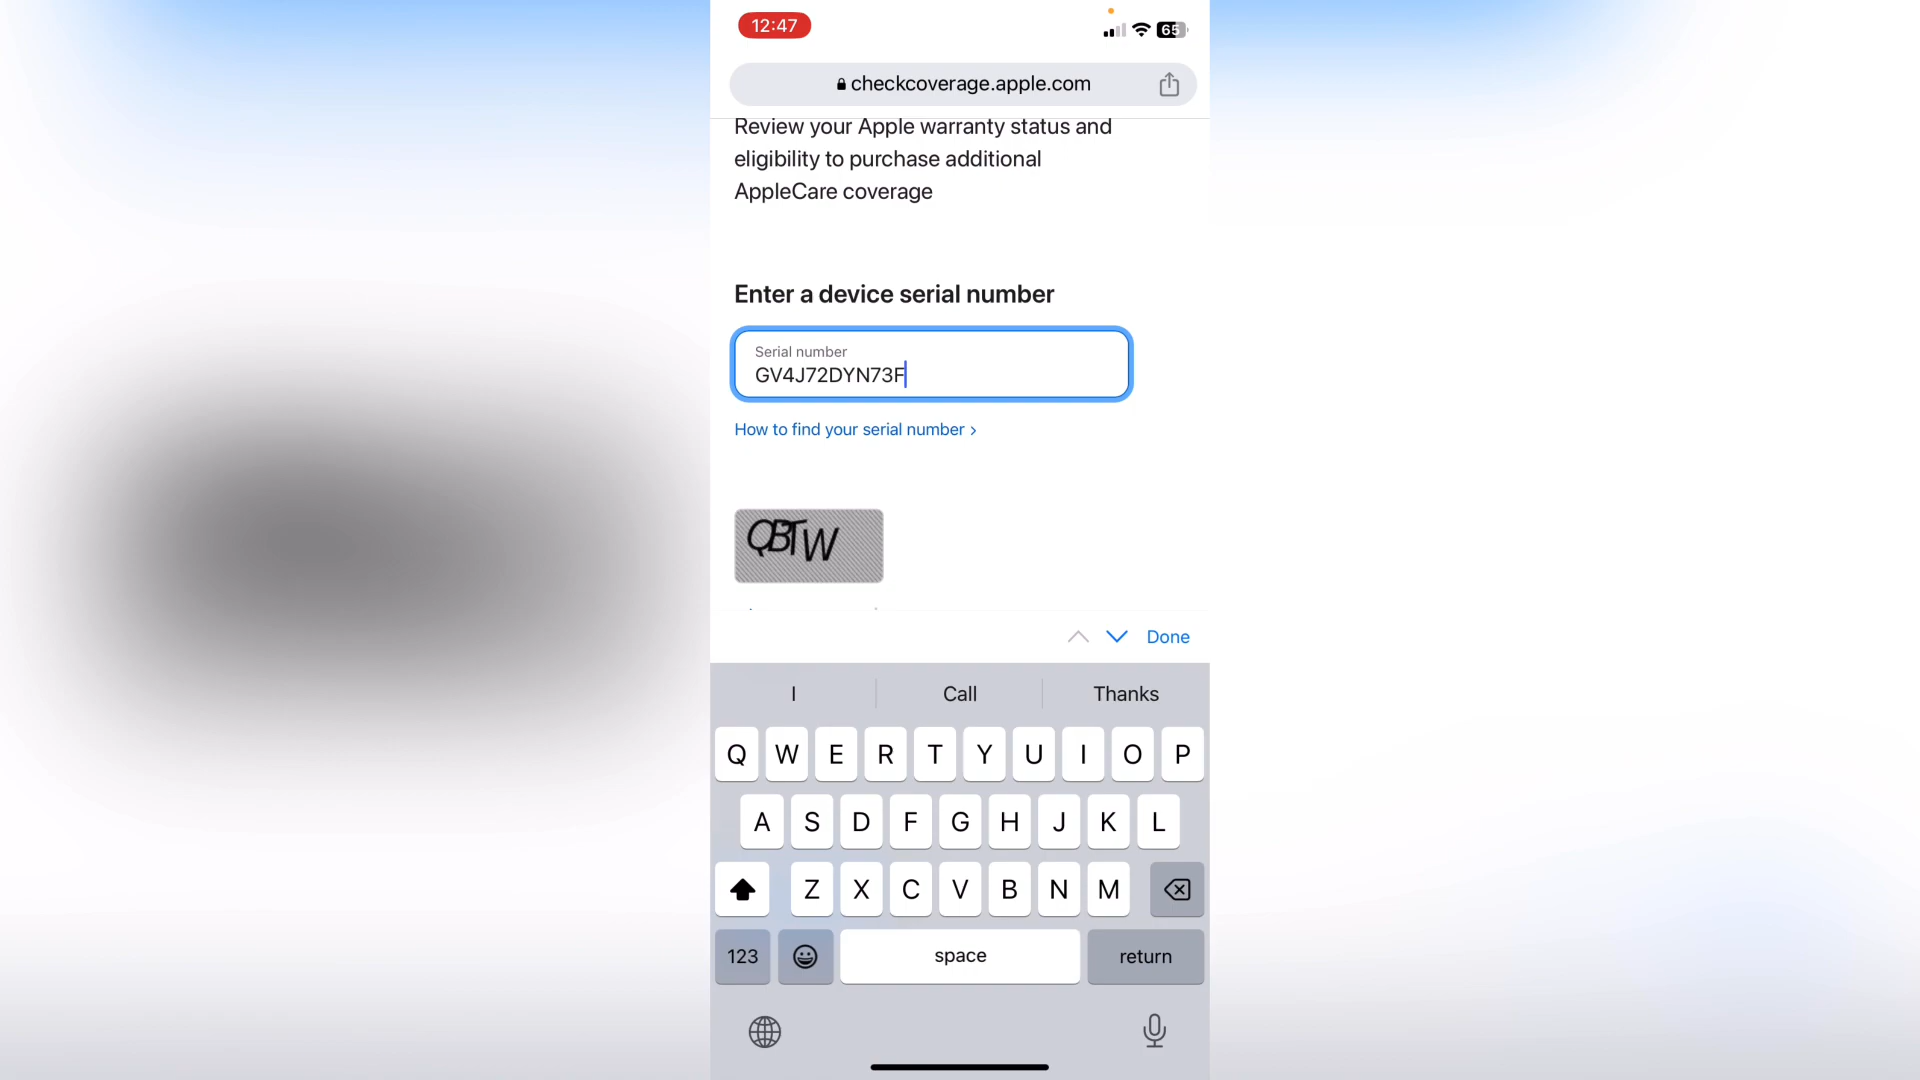 12:47
65
checkcoverage.apple.com
Review your Apple warranty status and
eligibility to purchase additional
AppleCare coverage
Enter a device serial number
Serial number
GV4J72DYN73F
How to find your serial number >
QBTW
Done
I Call Thanks
Q W E R T Y U I O P
A S D F G H J K L
Z X C V B N M
123 space return